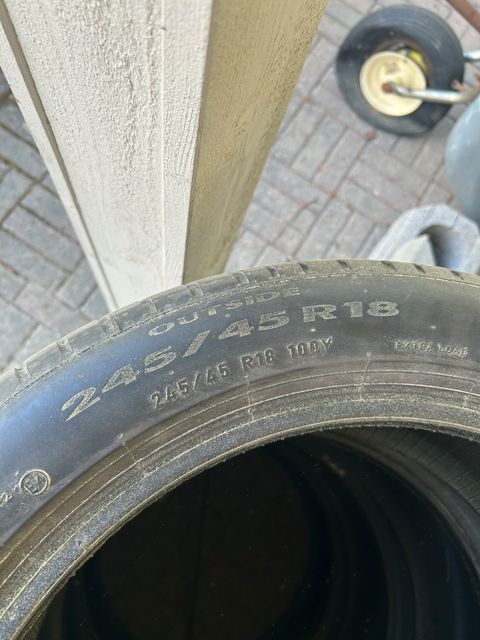 OUTSIDE
245/45 R18
245/45 R18 100Y
EXTRA LOAD